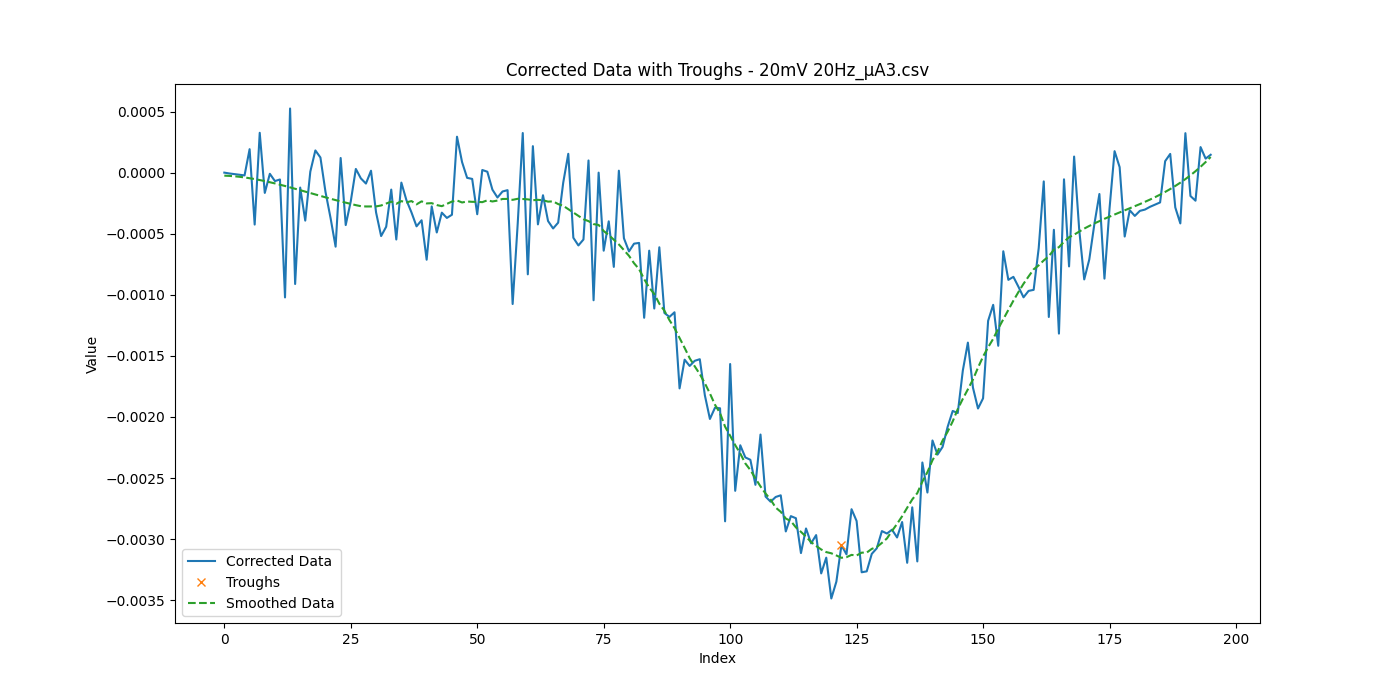 Corrected Data with Troughs - 20mV 20Hz_μA3.csv
0.0005
0.0000
−0.0005
−0.0010
−0.0015
−0.0020
−0.0025
−0.0030
−0.0035
Value
Corrected Data
Troughs
Smoothed Data
0 25 50 75 100 125 150 175 200
Index